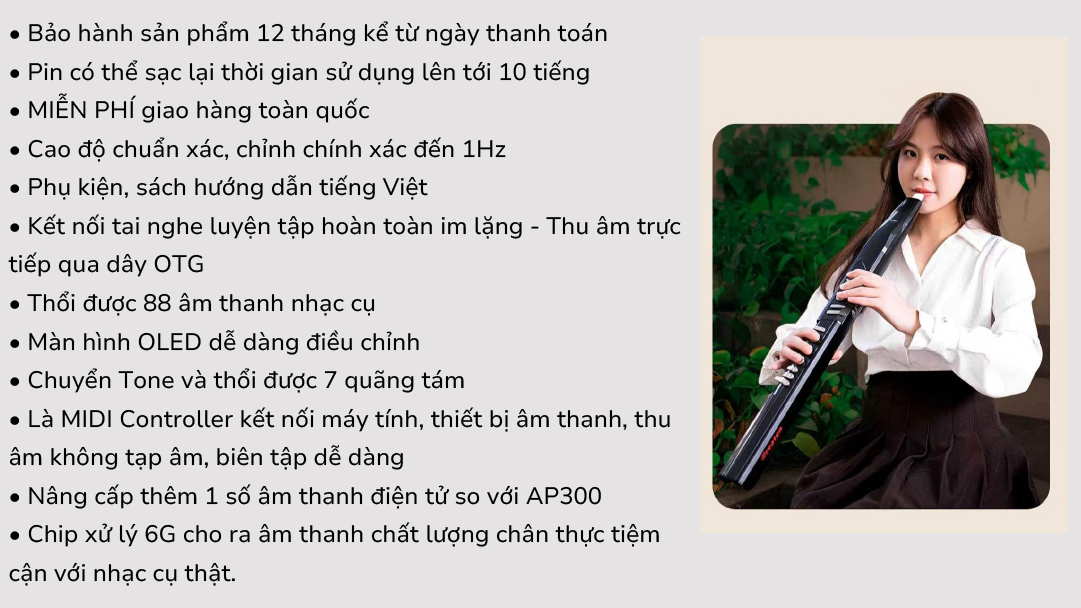 • Bảo hành sản phẩm 12 tháng kể từ ngày thanh toán
• Pin có thể sạc lại thời gian sử dụng lên tới 10 tiếng
• MIỄN PHÍ giao hàng toàn quốc
• Cao độ chuẩn xác, chỉnh chính xác đến 1Hz
• Phụ kiện, sách hướng dẫn tiếng Việt
• Kết nối tai nghe luyện tập hoàn toàn im lặng - Thu âm trực
tiếp qua dây OTG
• Thổi được 88 âm thanh nhạc cụ
• Màn hình OLED dễ dàng điều chỉnh
• Chuyển Tone và thổi được 7 quãng tám
• Là MIDI Controller kết nối máy tính, thiết bị âm thanh, thu
âm không tạp âm, biên tập dễ dàng
• Nâng cấp thêm 1 số âm thanh điện tử so với AP300
• Chip xử lý 6G cho ra âm thanh chất lượng chân thực tiệm
cận với nhạc cụ thật.